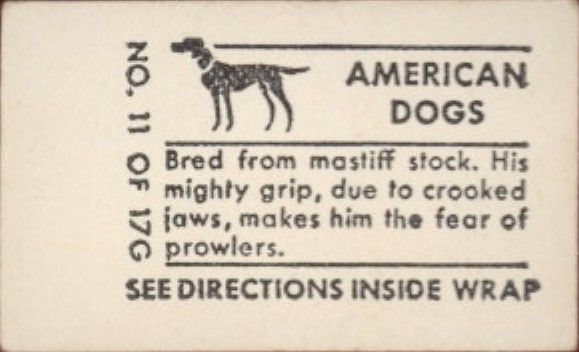 AMERICAN
DOGS
NO. 11 OF 17G
Bred from mastiff stock. His
mighty grip, due to crooked
jaws, makes him the fear of
prowlers.
SEE DIRECTIONS INSIDE WRAP